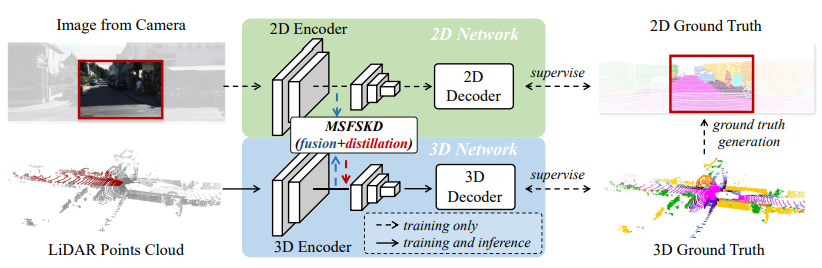 Image from Camera
2D Encoder
2D Network
2D Ground Truth
2D
Decoder
supervise
MSFSKD
(fusion+distillation)
ground truth
generation
3D Network
3D
Decoder
supervise
training only
training and inference
LiDAR Points Cloud
3D Encoder
3D Ground Truth